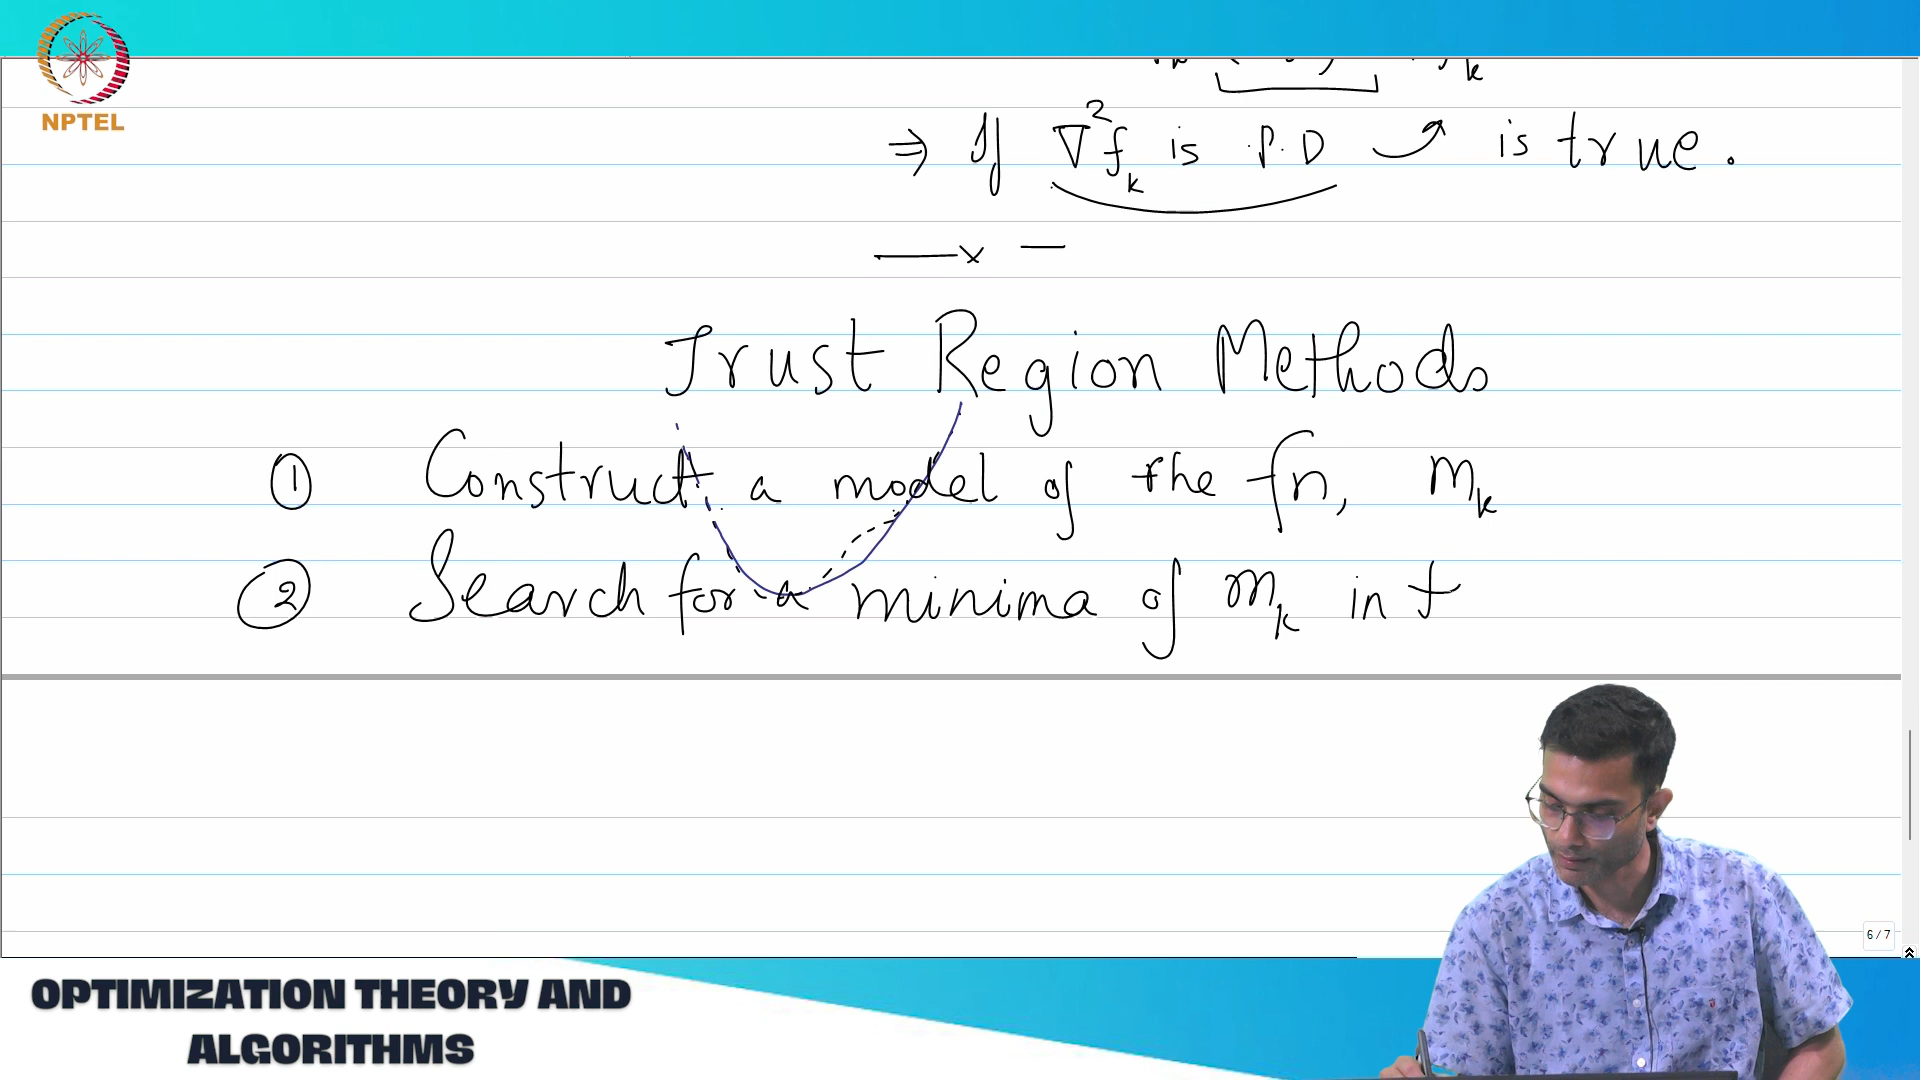 NPTEL
k
⇒ If ∇²f_k is P.D is true.
— x —
Trust Region Methods
① Construct a model of the fn, m_k
② Search for a minima of m_k in t
6 / 7
OPTIMIZATION THEORY AND
ALGORITHMS